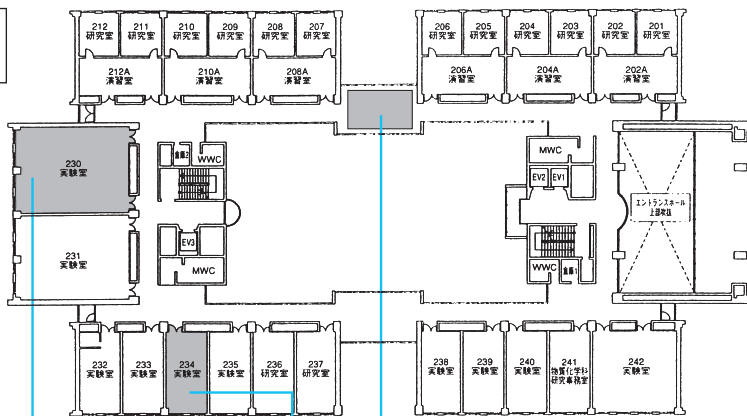 212
研究室
211
研究室
210
研究室
209
研究室
208
研究室
207
研究室
206
研究室
205
研究室
204
研究室
203
研究室
202
研究室
201
研究室
212A
演習室
210A
演習室
208A
演習室
206A
演習室
204A
演習室
202A
演習室
230
実験室
倉庫2
WWC
MWC
EV2
EV1
エントランスホール
上部吹抜
231
実験室
EV3
MWC
WWC
倉庫1
232
実験室
233
実験室
234
実験室
235
実験室
236
研究室
237
研究室
238
実験室
239
実験室
240
実験室
241
物質化学科
研究事務室
242
実験室